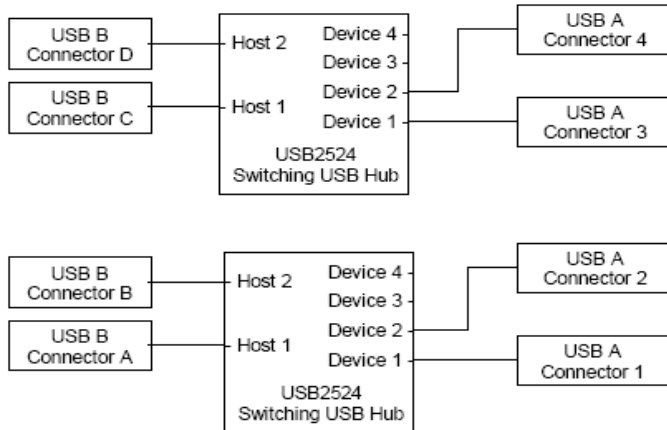 USB B
Connector D
USB B
Connector C
Host 2
Host 1
Device 4
Device 3
Device 2
Device 1
USB2524
Switching USB Hub
USB A
Connector 4
USB A
Connector 3
USB B
Connector B
USB B
Connector A
Host 2
Host 1
Device 4
Device 3
Device 2
Device 1
USB2524
Switching USB Hub
USB A
Connector 2
USB A
Connector 1